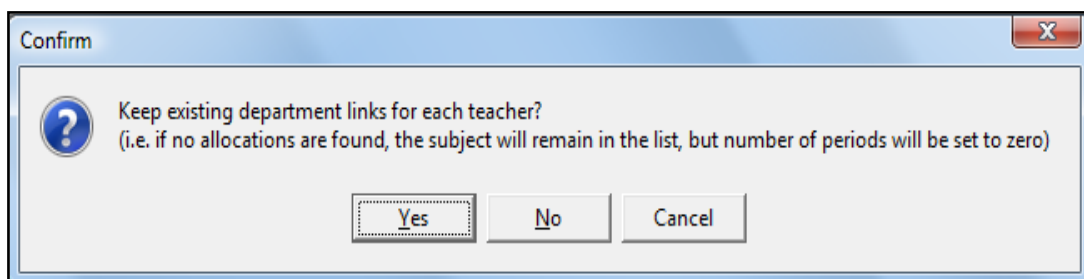 Confirm
Keep existing department links for each teacher?
(i.e. if no allocations are found, the subject will remain in the list, but number of periods will be set to zero)
Yes No Cancel